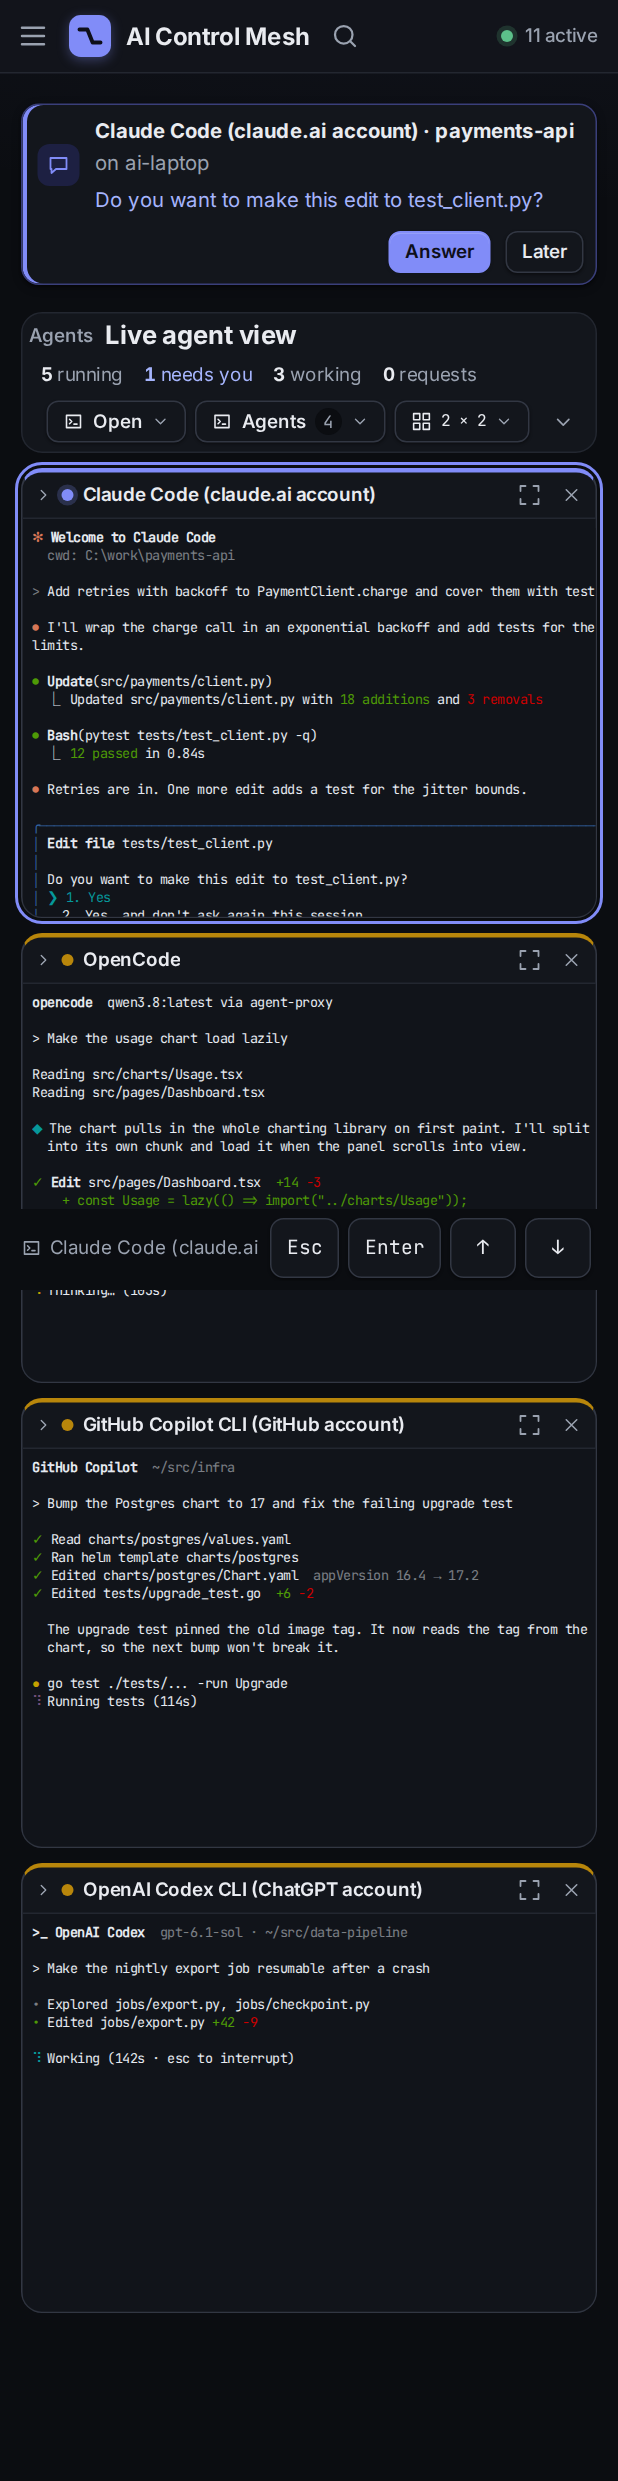 AI Control Mesh
11 active
Claude Code (claude.ai account) · payments-api
on ai-laptop
Do you want to make this edit to test_client.py?
Answer
Later
Agents Live agent view
5 running 1 needs you 3 working 0 requests
Open
Agents 4
2 × 2
Claude Code (claude.ai account)
✻ Welcome to Claude Code
cwd: C:\work\payments-api
> Add retries with backoff to PaymentClient.charge and cover them with test
● I'll wrap the charge call in an exponential backoff and add tests for the
limits.
● Update(src/payments/client.py)
⎿ Updated src/payments/client.py with 18 additions and 3 removals
● Bash(pytest tests/test_client.py -q)
⎿ 12 passed in 0.84s
● Retries are in. One more edit adds a test for the jitter bounds.
Edit file tests/test_client.py
Do you want to make this edit to test_client.py?
❯ 1. Yes
2. Yes, and don't ask again this session
OpenCode
opencode qwen3.8:latest via agent-proxy
> Make the usage chart load lazily
Reading src/charts/Usage.tsx
Reading src/pages/Dashboard.tsx
◆ The chart pulls in the whole charting library on first paint. I'll split
into its own chunk and load it when the panel scrolls into view.
✓ Edit src/pages/Dashboard.tsx +14 -3
+ const Usage = lazy(() => import("../charts/Usage"));
Claude Code (claude.ai
Esc
Enter
↑
↓
Thinking… (103s)
GitHub Copilot CLI (GitHub account)
GitHub Copilot ~/src/infra
> Bump the Postgres chart to 17 and fix the failing upgrade test
✓ Read charts/postgres/values.yaml
✓ Ran helm template charts/postgres
✓ Edited charts/postgres/Chart.yaml appVersion 16.4 → 17.2
✓ Edited tests/upgrade_test.go +6 -2
The upgrade test pinned the old image tag. It now reads the tag from the
chart, so the next bump won't break it.
● go test ./tests/... -run Upgrade
Running tests (114s)
OpenAI Codex CLI (ChatGPT account)
>_ OpenAI Codex gpt-6.1-sol · ~/src/data-pipeline
> Make the nightly export job resumable after a crash
• Explored jobs/export.py, jobs/checkpoint.py
• Edited jobs/export.py +42 -9
Working (142s · esc to interrupt)